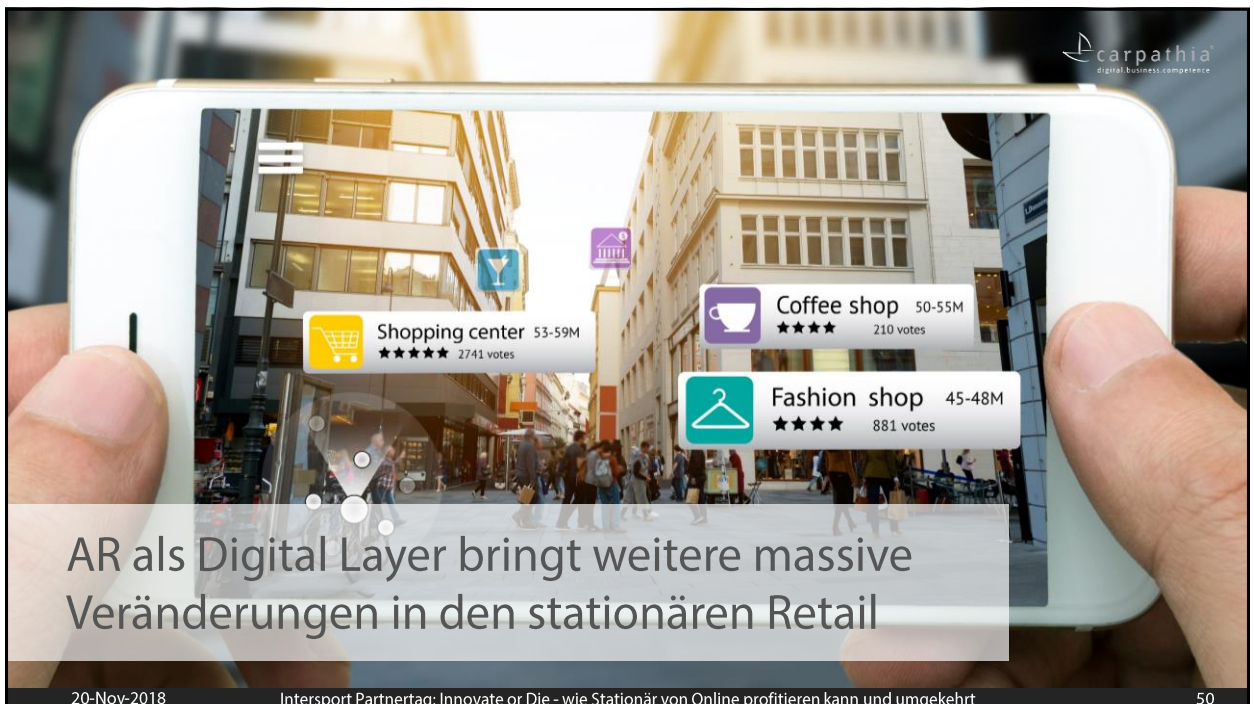 carpathia
digital.business.competence
Shopping center 53-59M
★★★★★ 2741 votes
Coffee shop 50-55M
★★★★ 210 votes
Fashion shop 45-48M
★★★★ 881 votes
AR als Digital Layer bringt weitere massive
Veränderungen in den stationären Retail
20-Nov-2018 Intersport Partnertag: Innovate or Die - wie Stationär von Online profitieren kann und umgekehrt 50